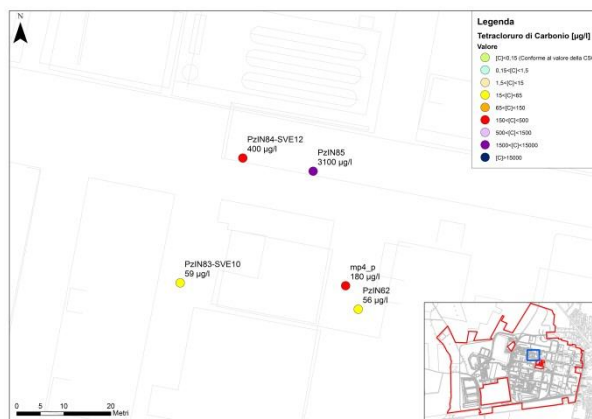 N
Legenda
Tetracloruro di Carbonio [µg/l]
Valore
[C]<0,15 (Conforme al valore della CSC
0,15<[C]<1,5
1,5<[C]<15
15<[C]<65
65<[C]<150
150<[C]<500
500<[C]<1500
1500<[C]<15000
[C]>15000
PzIN84-SVE12
400 µg/l
PzIN85
3100 µg/l
PzIN83-SVE10
59 µg/l
mp4_p
180 µg/l
PzIN62
56 µg/l
0 5 10 20
Metri